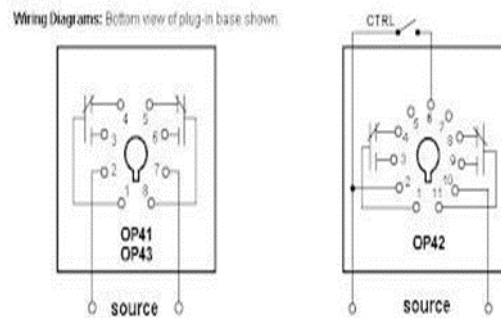 Wiring Diagrams: Bottom view of plug-in base shown.
CTRL
4 5
3 6
2 7
1 8
OP41
OP43
source
5 6 7
4 8
3 9
2 10
1 11
OP42
source